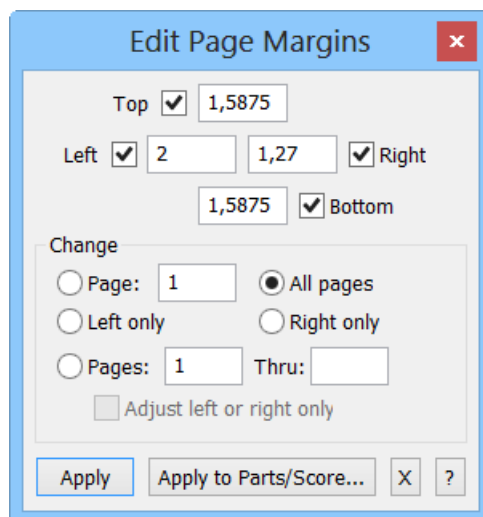 Edit Page Margins
x
Top 1,5875
Left 2 1,27 Right
1,5875 Bottom
Change
Page: 1 All pages
Left only Right only
Pages: 1 Thru:
Adjust left or right only
Apply Apply to Parts/Score... X ?